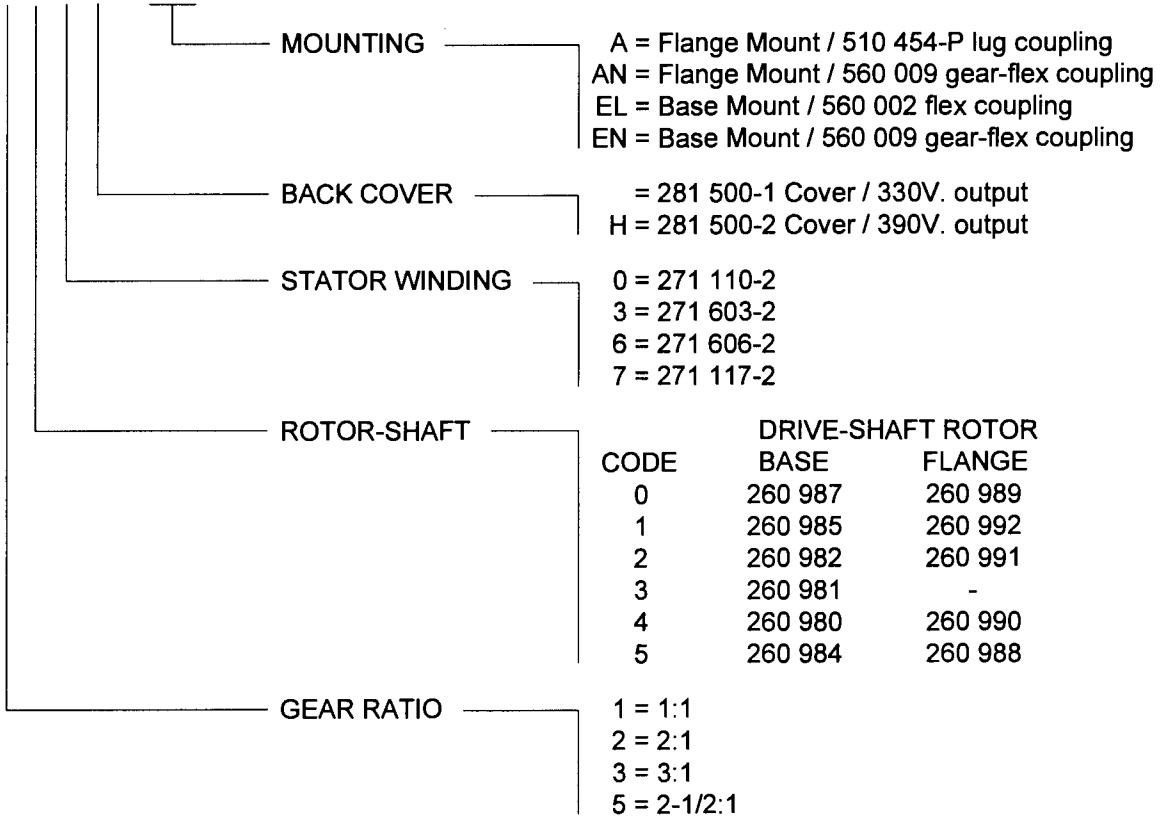 MOUNTING A = Flange Mount / 510 454-P lug coupling
AN = Flange Mount / 560 009 gear-flex coupling
EL = Base Mount / 560 002 flex coupling
EN = Base Mount / 560 009 gear-flex coupling
BACK COVER = 281 500-1 Cover / 330V. output
H = 281 500-2 Cover / 390V. output
STATOR WINDING 0 = 271 110-2
3 = 271 603-2
6 = 271 606-2
7 = 271 117-2
ROTOR-SHAFT DRIVE-SHAFT ROTOR
CODE BASE FLANGE
0 260 987 260 989
1 260 985 260 992
2 260 982 260 991
3 260 981 -
4 260 980 260 990
5 260 984 260 988
GEAR RATIO 1 = 1:1
2 = 2:1
3 = 3:1
5 = 2-1/2:1